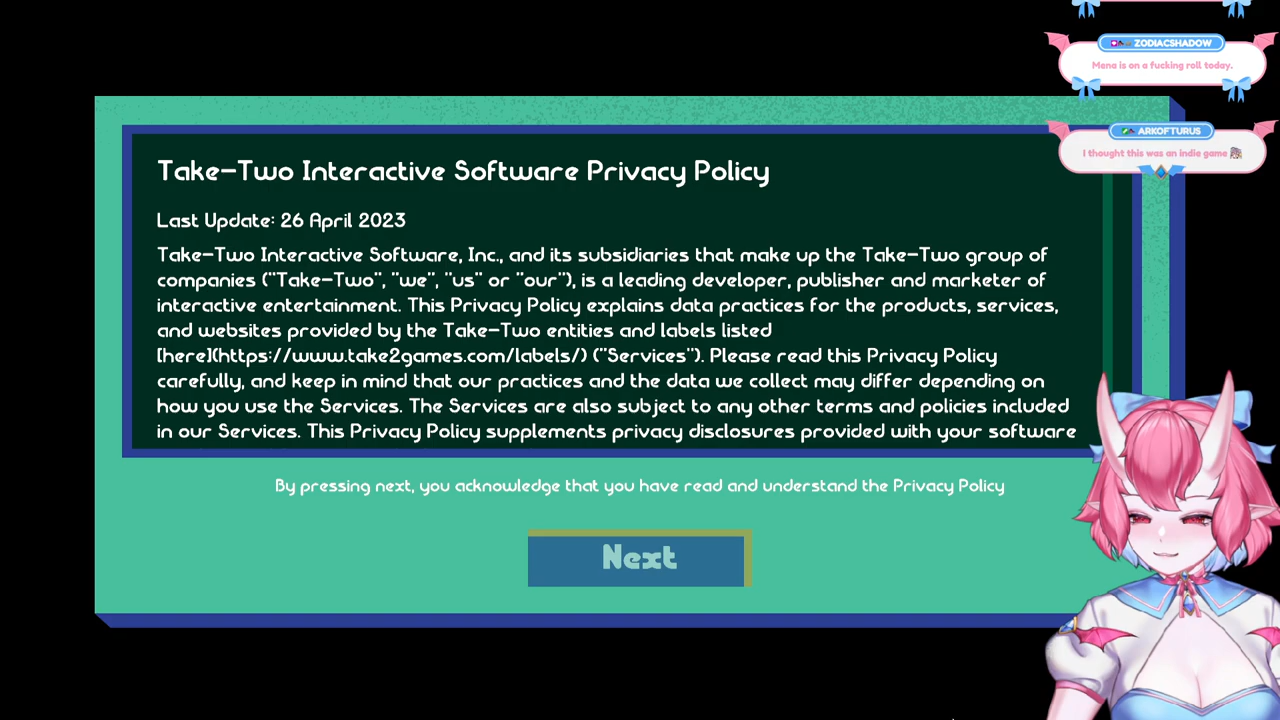 ZODIACSHADOW
Mena is on a fucking roll today.
ARKOFTURUS
I thought this was an indie game
Take-Two Interactive Software Privacy Policy
Last Update: 26 April 2023
Take-Two Interactive Software, Inc., and its subsidiaries that make up the Take-Two group of
companies ("Take-Two", "we", "us" or "our"), is a leading developer, publisher and marketer of
interactive entertainment. This Privacy Policy explains data practices for the products, services,
and websites provided by the Take-Two entities and labels listed
[here](https://www.take2games.com/labels/) ("Services"). Please read this Privacy Policy
carefully, and keep in mind that our practices and the data we collect may differ depending on
how you use the Services. The Services are also subject to any other terms and policies included
in our Services. This Privacy Policy supplements privacy disclosures provided with your software
By pressing next, you acknowledge that you have read and understand the Privacy Policy
Next